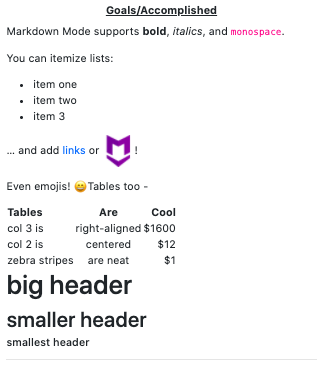 Goals/Accomplished
Markdown Mode supports bold, italics, and monospace.
You can itemize lists:
• item one
• item two
• item 3
... and add links or M !
Even emojis! 😀Tables too -
Tables Are Cool
col 3 is right-aligned $1600
col 2 is centered $12
zebra stripes are neat $1
big header
smaller header
smallest header